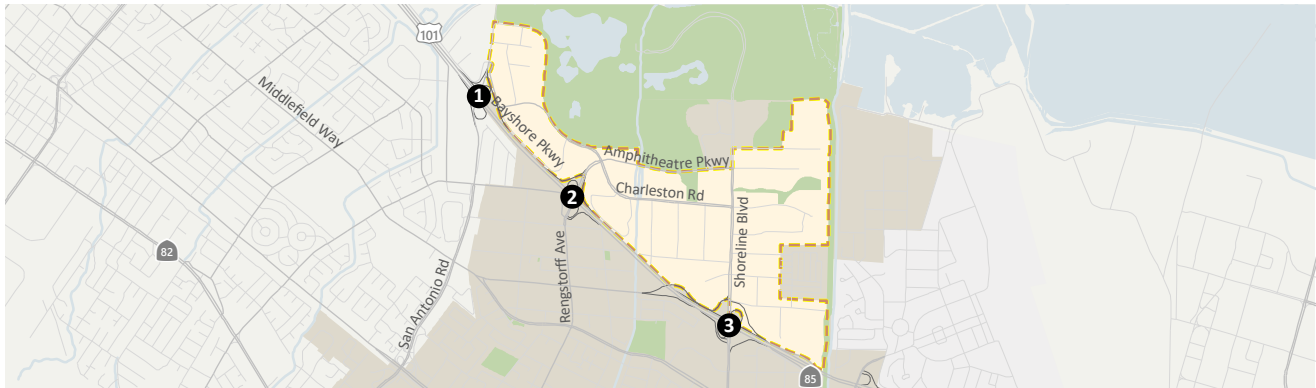 101
1
Middlefield Way
Bayshore Pkwy
Amphitheatre Pkwy
2
Charleston Rd
Shoreline Blvd
82
Rengstorff Ave
San Antonio Rd
3
85